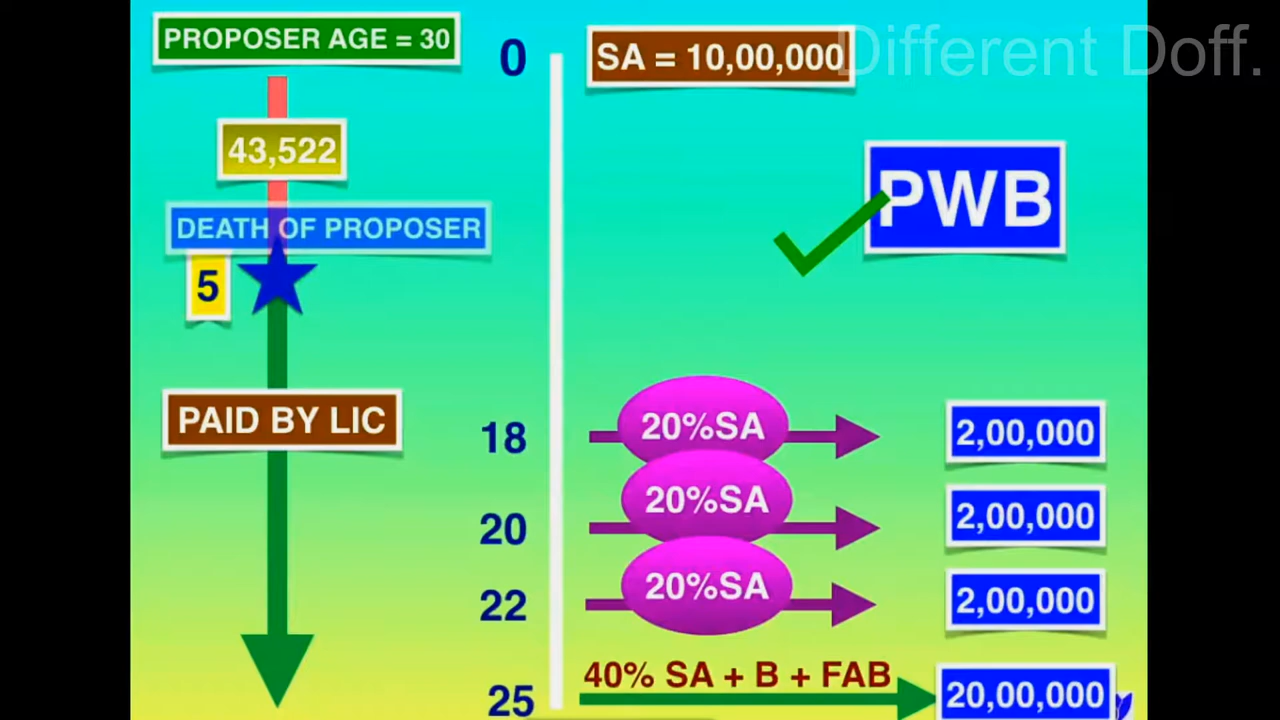 PROPOSER AGE = 30
0
SA = 10,00,000
Different Doff.
43,522
PWB
DEATH OF PROPOSER
5
PAID BY LIC
18
20%SA
2,00,000
20
20%SA
2,00,000
22
20%SA
2,00,000
25
40% SA + B + FAB
20,00,000